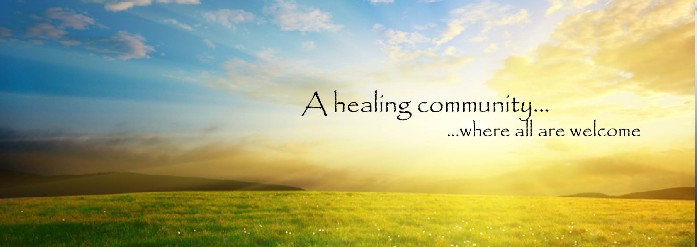 A healing community...
...where all are welcome